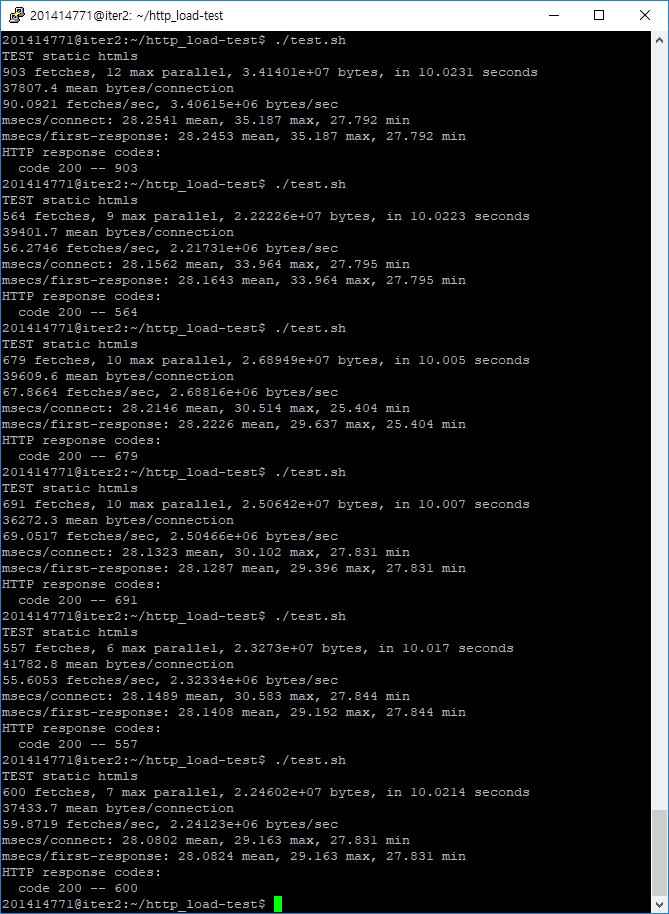 201414771@iter2: ~/http_load-test
201414771@iter2:~/http_load-test$ ./test.sh
TEST static htmls
903 fetches, 12 max parallel, 3.41401e+07 bytes, in 10.0231 seconds
37807.4 mean bytes/connection
90.0921 fetches/sec, 3.40615e+06 bytes/sec
msecs/connect: 28.2541 mean, 35.187 max, 27.792 min
msecs/first-response: 28.2453 mean, 35.187 max, 27.792 min
HTTP response codes:
  code 200 -- 903
201414771@iter2:~/http_load-test$ ./test.sh
TEST static htmls
564 fetches, 9 max parallel, 2.22226e+07 bytes, in 10.0223 seconds
39401.7 mean bytes/connection
56.2746 fetches/sec, 2.21731e+06 bytes/sec
msecs/connect: 28.1562 mean, 33.964 max, 27.795 min
msecs/first-response: 28.1643 mean, 33.964 max, 27.795 min
HTTP response codes:
  code 200 -- 564
201414771@iter2:~/http_load-test$ ./test.sh
TEST static htmls
679 fetches, 10 max parallel, 2.68949e+07 bytes, in 10.005 seconds
39609.6 mean bytes/connection
67.8664 fetches/sec, 2.68816e+06 bytes/sec
msecs/connect: 28.2146 mean, 30.514 max, 25.404 min
msecs/first-response: 28.2226 mean, 29.637 max, 25.404 min
HTTP response codes:
  code 200 -- 679
201414771@iter2:~/http_load-test$ ./test.sh
TEST static htmls
691 fetches, 10 max parallel, 2.50642e+07 bytes, in 10.007 seconds
36272.3 mean bytes/connection
69.0517 fetches/sec, 2.50466e+06 bytes/sec
msecs/connect: 28.1323 mean, 30.102 max, 27.831 min
msecs/first-response: 28.1287 mean, 29.396 max, 27.831 min
HTTP response codes:
  code 200 -- 691
201414771@iter2:~/http_load-test$ ./test.sh
TEST static htmls
557 fetches, 6 max parallel, 2.3273e+07 bytes, in 10.017 seconds
41782.8 mean bytes/connection
55.6053 fetches/sec, 2.32334e+06 bytes/sec
msecs/connect: 28.1489 mean, 30.583 max, 27.844 min
msecs/first-response: 28.1408 mean, 29.192 max, 27.844 min
HTTP response codes:
  code 200 -- 557
201414771@iter2:~/http_load-test$ ./test.sh
TEST static htmls
600 fetches, 7 max parallel, 2.24602e+07 bytes, in 10.0214 seconds
37433.7 mean bytes/connection
59.8719 fetches/sec, 2.24123e+06 bytes/sec
msecs/connect: 28.0802 mean, 29.163 max, 27.831 min
msecs/first-response: 28.0824 mean, 29.163 max, 27.831 min
HTTP response codes:
  code 200 -- 600
201414771@iter2:~/http_load-test$